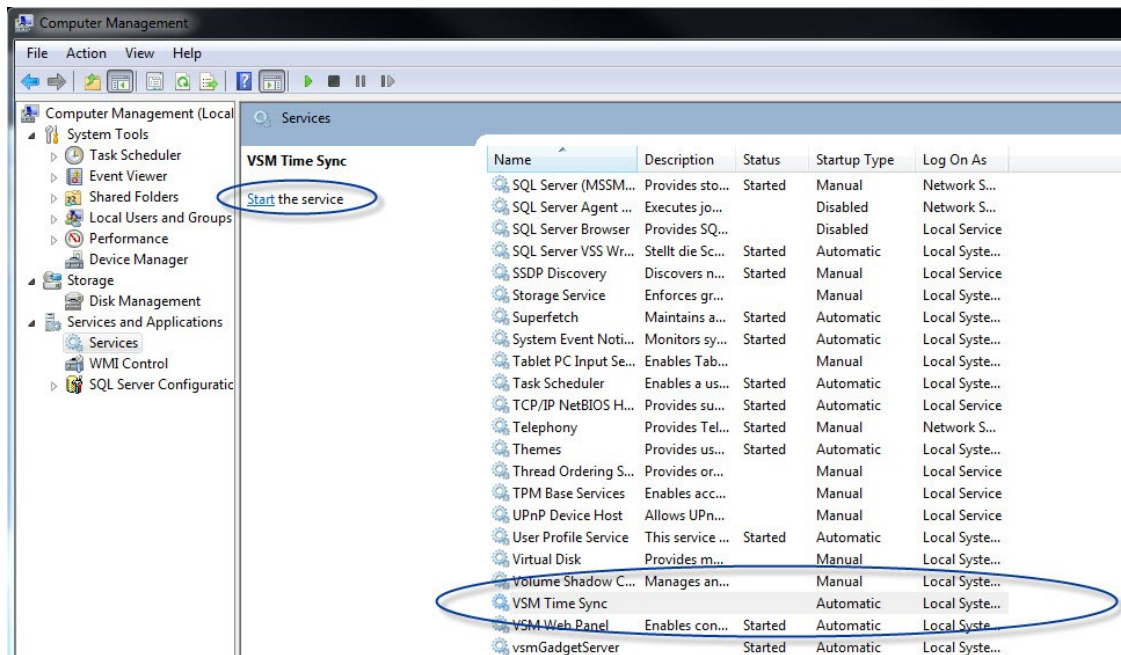 Computer Management
File Action View Help
Computer Management (Local
System Tools
Task Scheduler
Event Viewer
Shared Folders
Local Users and Groups
Performance
Device Manager
Storage
Disk Management
Services and Applications
Services
WMI Control
SQL Server Configuratic
Services
VSM Time Sync
Start the service
Name Description Status Startup Type Log On As
SQL Server (MSSM... Provides sto... Started Manual Network S...
SQL Server Agent ... Executes jo... Disabled Network S...
SQL Server Browser Provides SQ... Disabled Local Service
SQL Server VSS Wr... Stellt die Sc... Started Automatic Local Syste...
SSDP Discovery Discovers n... Started Manual Local Service
Storage Service Enforces gr... Manual Local Syste...
Superfetch Maintains a... Started Automatic Local Syste...
System Event Noti... Monitors sy... Started Automatic Local Syste...
Tablet PC Input Se... Enables Tab... Manual Local Syste...
Task Scheduler Enables a us... Started Automatic Local Syste...
TCP/IP NetBIOS H... Provides su... Started Automatic Local Service
Telephony Provides Tel... Started Manual Network S...
Themes Provides us... Started Automatic Local Syste...
Thread Ordering S... Provides or... Manual Local Service
TPM Base Services Enables acc... Manual Local Service
UPnP Device Host Allows UPn... Manual Local Service
User Profile Service This service ... Started Automatic Local Syste...
Virtual Disk Provides m... Manual Local Syste...
Volume Shadow C... Manages an... Manual Local Syste...
VSM Time Sync Automatic Local Syste...
VSM Web Panel Enables con... Started Automatic Local Syste...
vsmGadgetServer Started Automatic Local Syste...